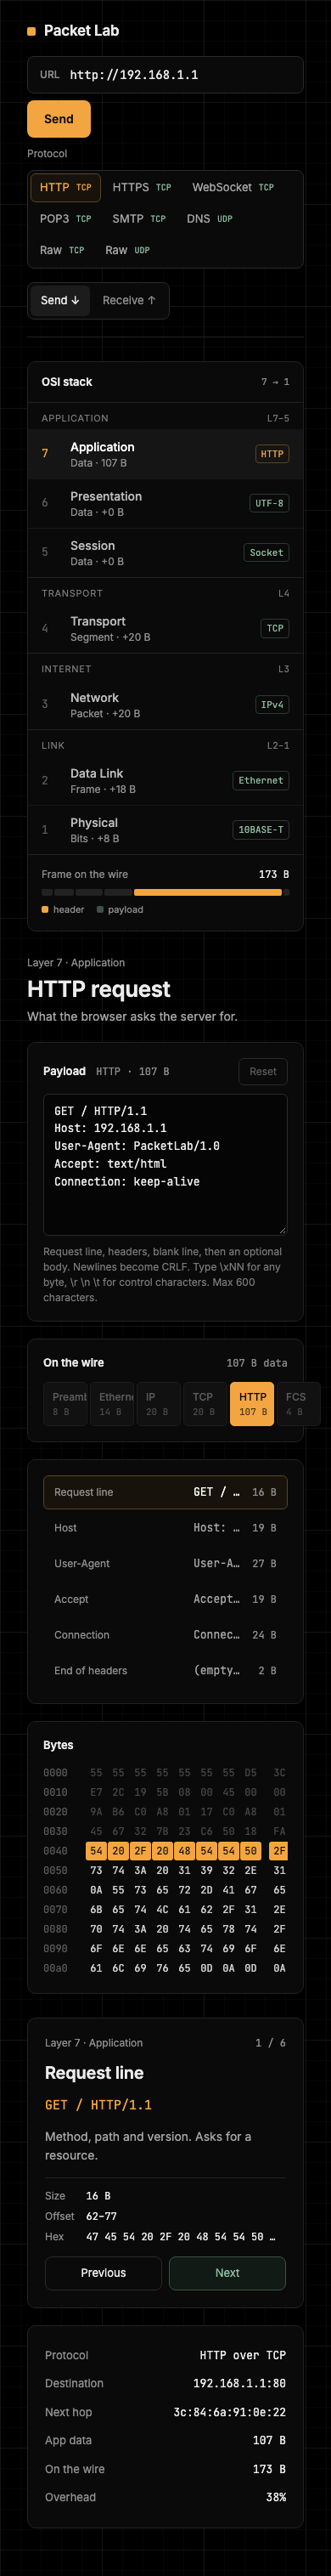 Packet Lab
URL http://192.168.1.1
Send
Protocol
HTTP TCP HTTPS TCP WebSocket TCP
POP3 TCP SMTP TCP DNS UDP
Raw TCP Raw UDP
Send ↓ Receive ↑
OSI stack 7 → 1
APPLICATION L7–5
7 Application HTTP
Data · 107 B
6 Presentation UTF-8
Data · +0 B
5 Session Socket
Data · +0 B
TRANSPORT L4
4 Transport TCP
Segment · +20 B
INTERNET L3
3 Network IPv4
Packet · +20 B
LINK L2–1
2 Data Link Ethernet
Frame · +18 B
1 Physical 10BASE-T
Bits · +8 B
Frame on the wire 173 B
header payload
Layer 7 · Application
HTTP request
What the browser asks the server for.
Payload HTTP · 107 B Reset
GET / HTTP/1.1
Host: 192.168.1.1
User-Agent: PacketLab/1.0
Accept: text/html
Connection: keep-alive
Request line, headers, blank line, then an optional
body. Newlines become CRLF. Type \xNN for any
byte, \r \n \t for control characters. Max 600
characters.
On the wire 107 B data
Preamb Etherne IP TCP HTTP FCS
8 B 14 B 20 B 20 B 107 B 4 B
Request line GET / … 16 B
Host Host: … 19 B
User-Agent User-A… 27 B
Accept Accept… 19 B
Connection Connec… 24 B
End of headers (empty… 2 B
Bytes
0000 55 55 55 55 55 55 55 D5 3C
0010 E7 2C 19 5B 08 00 45 00 00
0020 9A B6 C0 A8 01 17 C0 A8 01
0030 45 67 32 7B 23 C6 50 18 FA
0040 54 20 2F 20 48 54 54 50 2F
0050 73 74 3A 20 31 39 32 2E 31
0060 0A 55 73 65 72 2D 41 67 65
0070 6B 65 74 4C 61 62 2F 31 2E
0080 70 74 3A 20 74 65 78 74 2F
0090 6F 6E 6E 65 63 74 69 6F 6E
00a0 61 6C 69 76 65 0D 0A 0D 0A
Layer 7 · Application 1 / 6
Request line
GET / HTTP/1.1
Method, path and version. Asks for a
resource.
Size 16 B
Offset 62–77
Hex 47 45 54 20 2F 20 48 54 54 50 …
Previous Next
Protocol HTTP over TCP
Destination 192.168.1.1:80
Next hop 3c:84:6a:91:0e:22
App data 107 B
On the wire 173 B
Overhead 38%